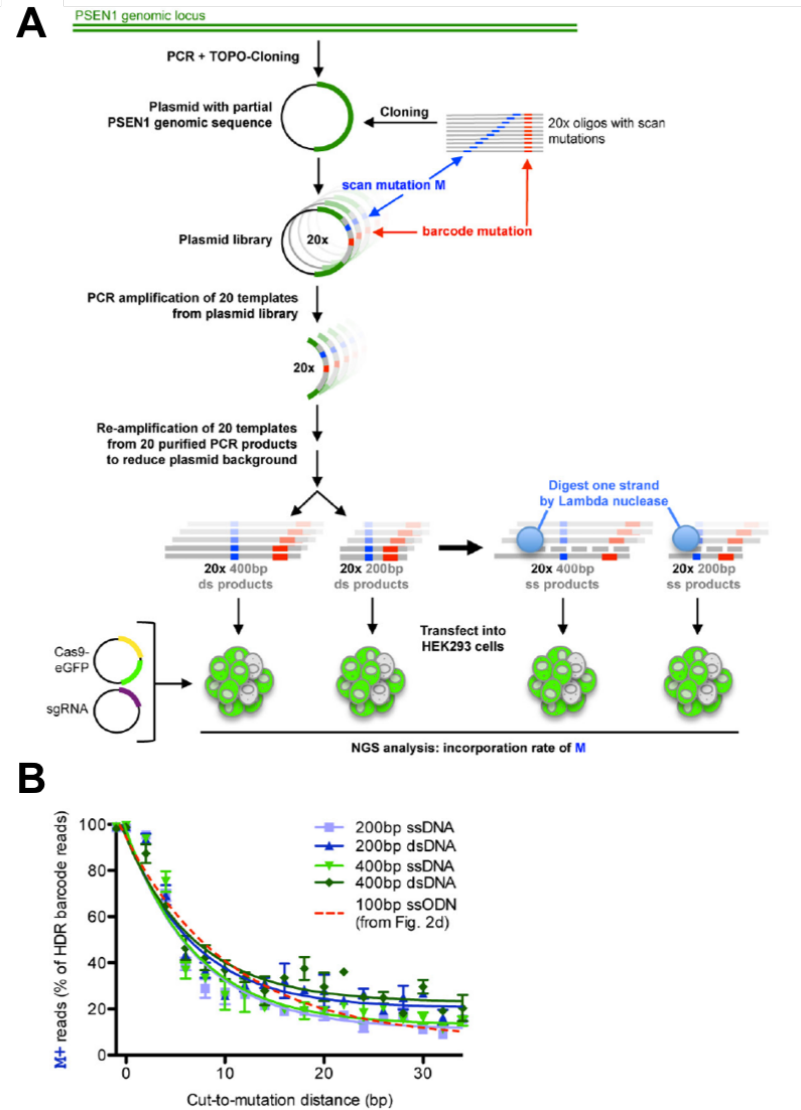 A
PSEN1 genomic locus
PCR + TOPO-Cloning
Plasmid with partial
PSEN1 genomic sequence
Cloning
20x oligos with scan
mutations
scan mutation M
Plasmid library
20x
barcode mutation
PCR amplification of 20 templates
from plasmid library
20x
Re-amplification of 20 templates
from 20 purified PCR products
to reduce plasmid background
Digest one strand
by Lambda nuclease
20x 400bp
ds products
20x 200bp
ds products
20x 400bp
ss products
20x 200bp
ss products
Transfect into
HEK293 cells
Cas9-
eGFP
sgRNA
NGS analysis: incorporation rate of M
B
M+ reads (% of HDR barcode reads)
100
80
60
40
20
0
200bp ssDNA
200bp dsDNA
400bp ssDNA
400bp dsDNA
100bp ssODN
(from Fig. 2d)
0
10
20
30
Cut-to-mutation distance (bp)